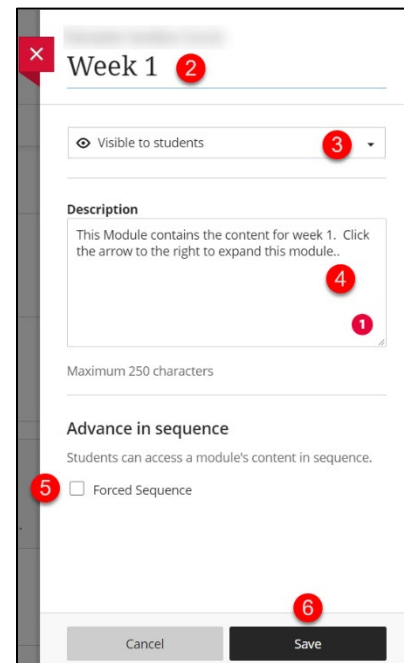 Week 1 2
Visible to students 3
Description
This Module contains the content for week 1. Click
the arrow to the right to expand this module..
4
1
Maximum 250 characters
Advance in sequence
Students can access a module's content in sequence.
5 Forced Sequence
6
Cancel Save